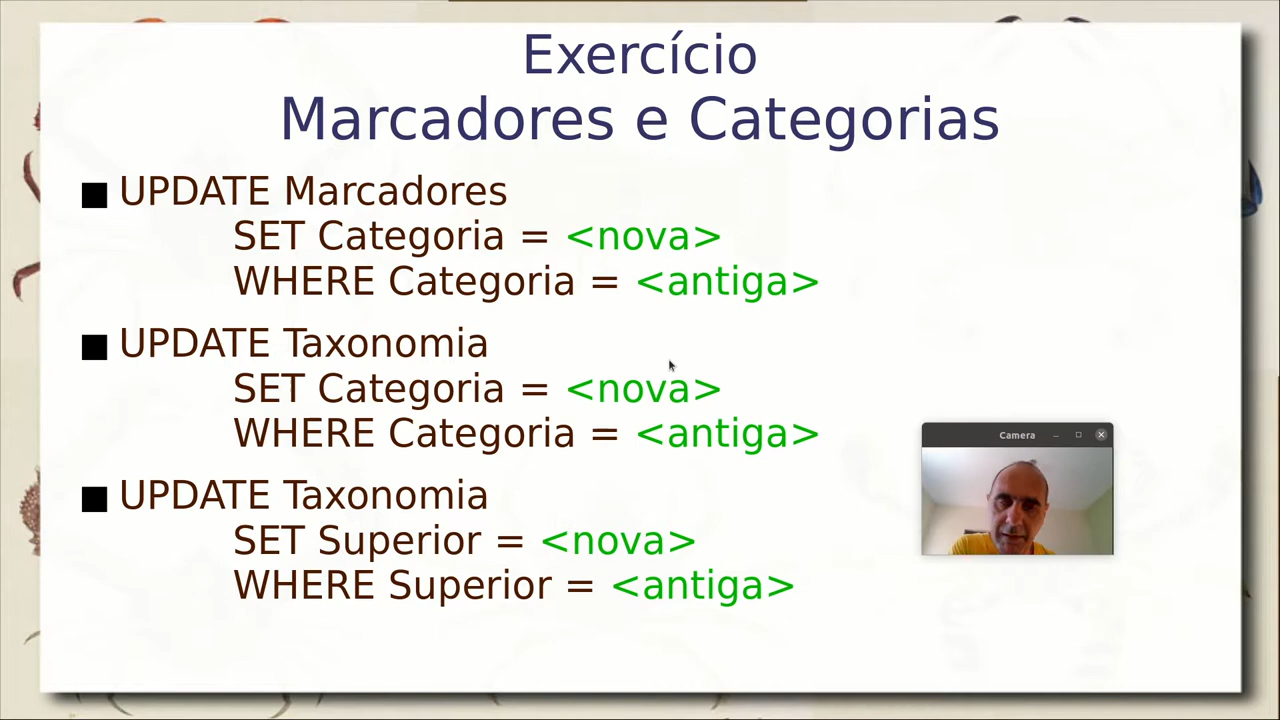 Exercício
Marcadores e Categorias
UPDATE Marcadores
SET Categoria = <nova>
WHERE Categoria = <antiga>
UPDATE Taxonomia
SET Categoria = <nova>
WHERE Categoria = <antiga>
UPDATE Taxonomia
SET Superior = <nova>
WHERE Superior = <antiga>
Camera